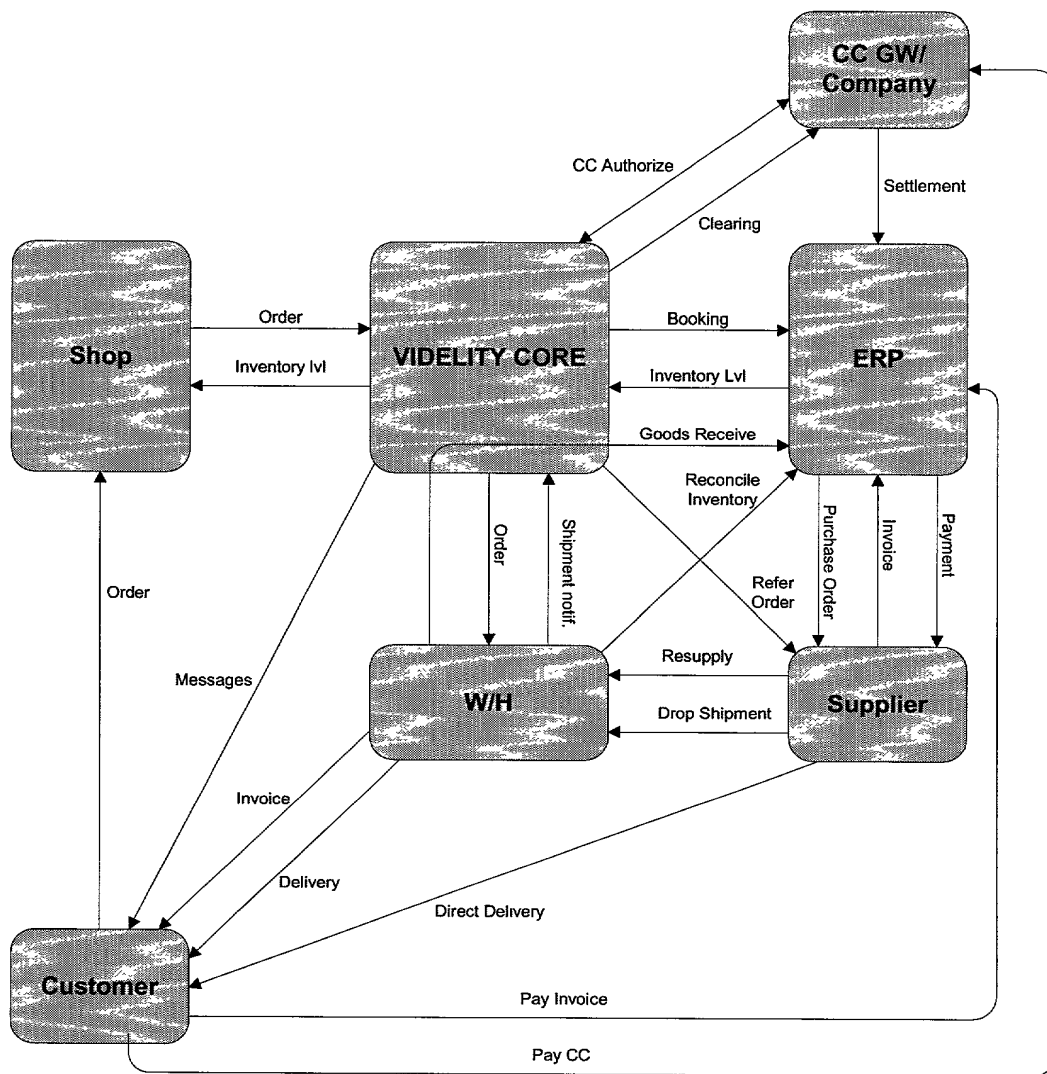 CC GW/
Company
CC Authorize
Settlement
Clearing
Shop
Order
Inventory lvl
VIDELITY CORE
Booking
Inventory Lvl
Goods Receive
ERP
Reconcile
Inventory
Order
Shipment notif.
Purchase Order
Invoice
Payment
Refer
Order
Order
Messages
W/H
Resupply
Drop Shipment
Supplier
Invoice
Delivery
Direct Delivery
Customer
Pay Invoice
Pay CC